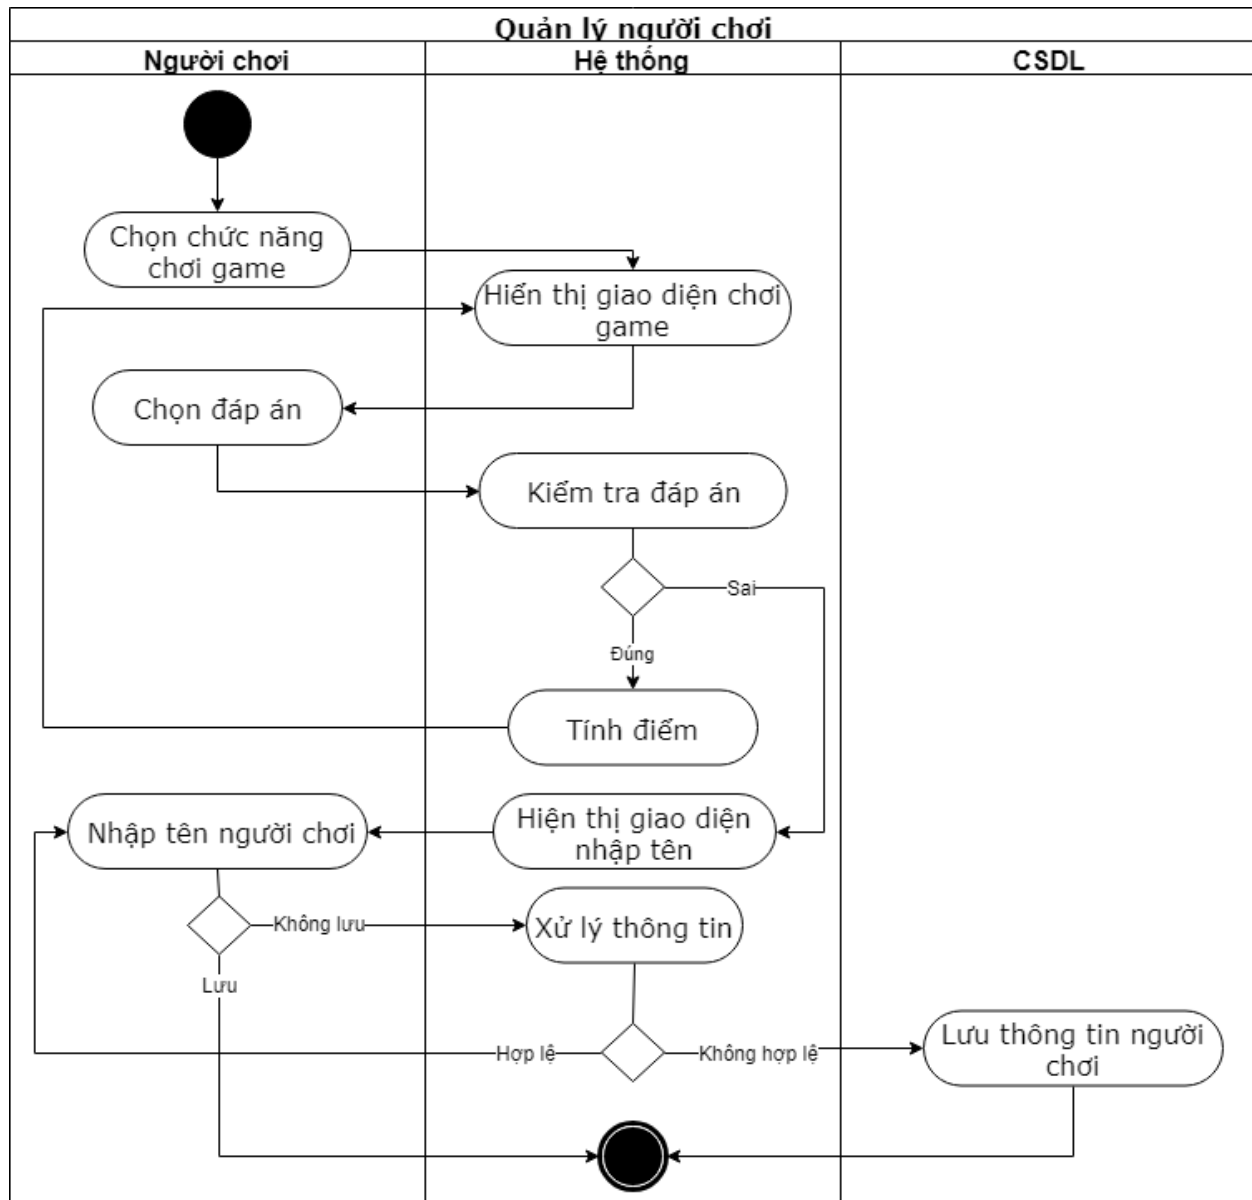 Quản lý người chơi
Người chơi
Hệ thống
CSDL
Chọn chức năng
chơi game
Hiển thị giao diện chơi
game
Chọn đáp án
Kiểm tra đáp án
Sai
Đúng
Tính điểm
Nhập tên người chơi
Hiện thị giao diện
nhập tên
Không lưu
Xử lý thông tin
Lưu
Hợp lệ
Không hợp lệ
Lưu thông tin người
chơi